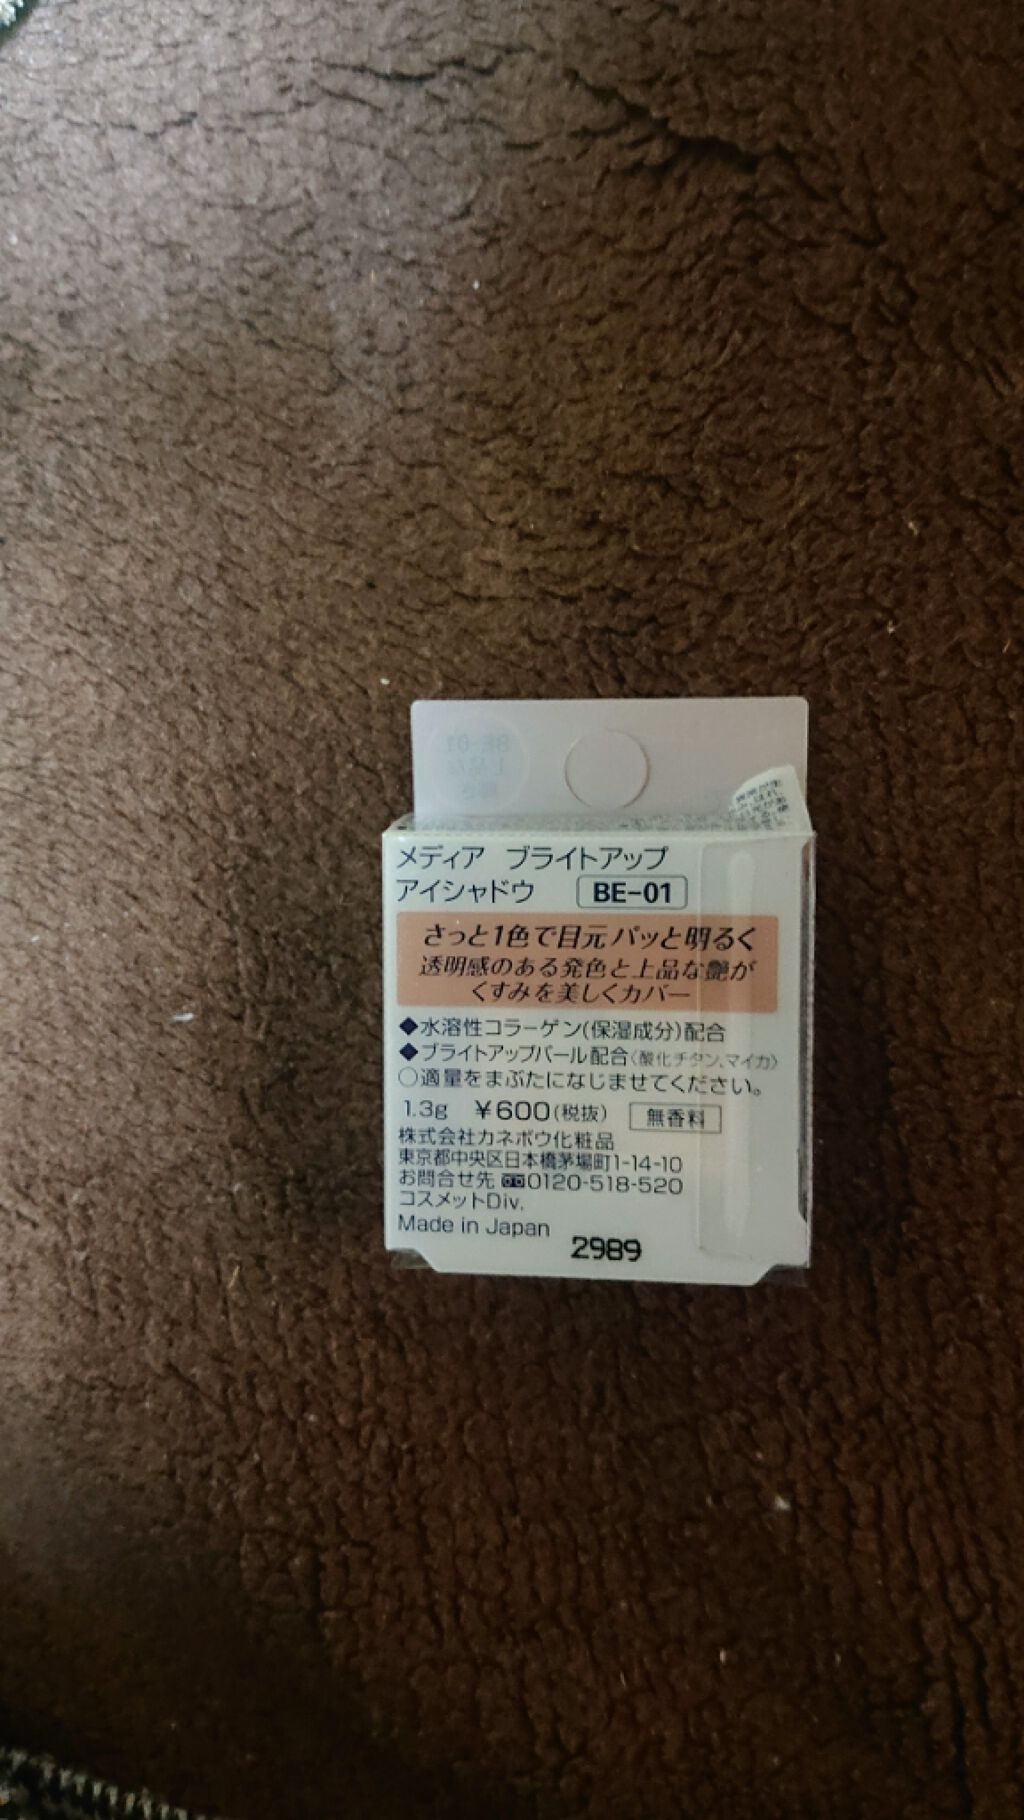 メディア ブライトアップ
アイシャドウ BE-01
さっと1色で目元パッと明るく
透明感のある発色と上品な艶が
くすみを美しくカバー
◆水溶性コラーゲン(保湿成分)配合
◆ブライトアップパール配合〈酸化チタン、マイカ〉
○適量をまぶたになじませてください。
1.3g ¥600(税抜) 無香料
株式会社カネボウ化粧品
東京都中央区日本橋茅場町1-14-10
お問合せ先 0120-518-520
コスメットDiv.
Made in Japan
2989